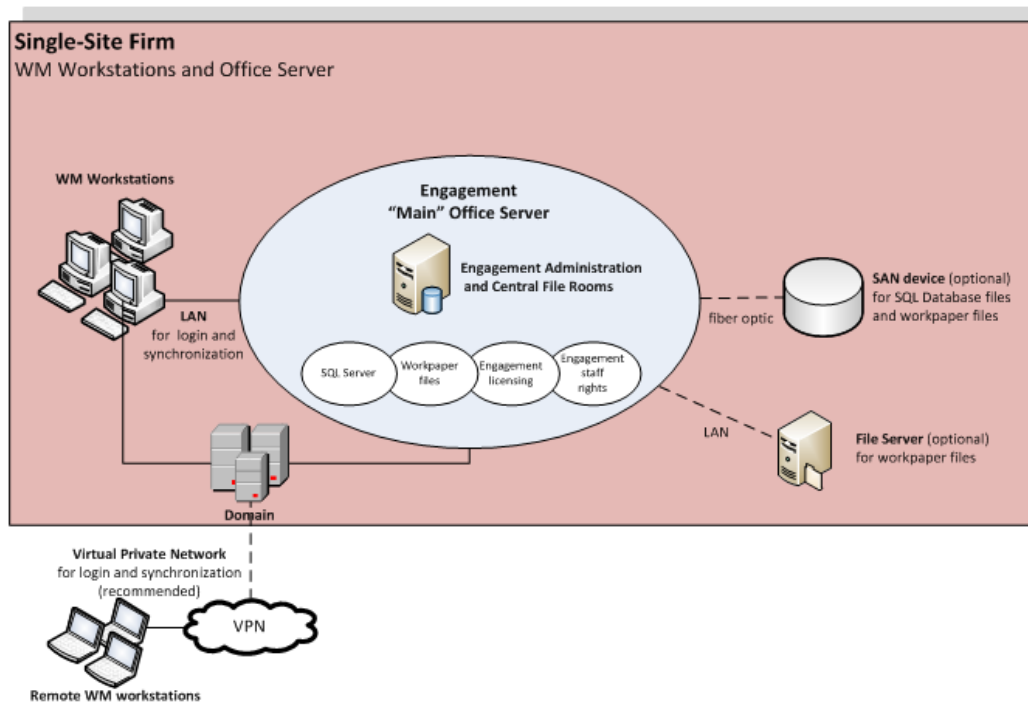 Single-Site Firm
WM Workstations and Office Server
WM Workstations
Engagement
“Main” Office Server
Engagement Administration
and Central File Rooms
LAN
for login and
synchronization
SQL Server
Workpaper
files
Engagement
licensing
Engagement
staff
rights
fiber optic
SAN device (optional)
for SQL Database files
and workpaper files
LAN
File Server (optional)
for workpaper files
Domain
Virtual Private Network
for login and synchronization
(recommended)
VPN
Remote WM workstations